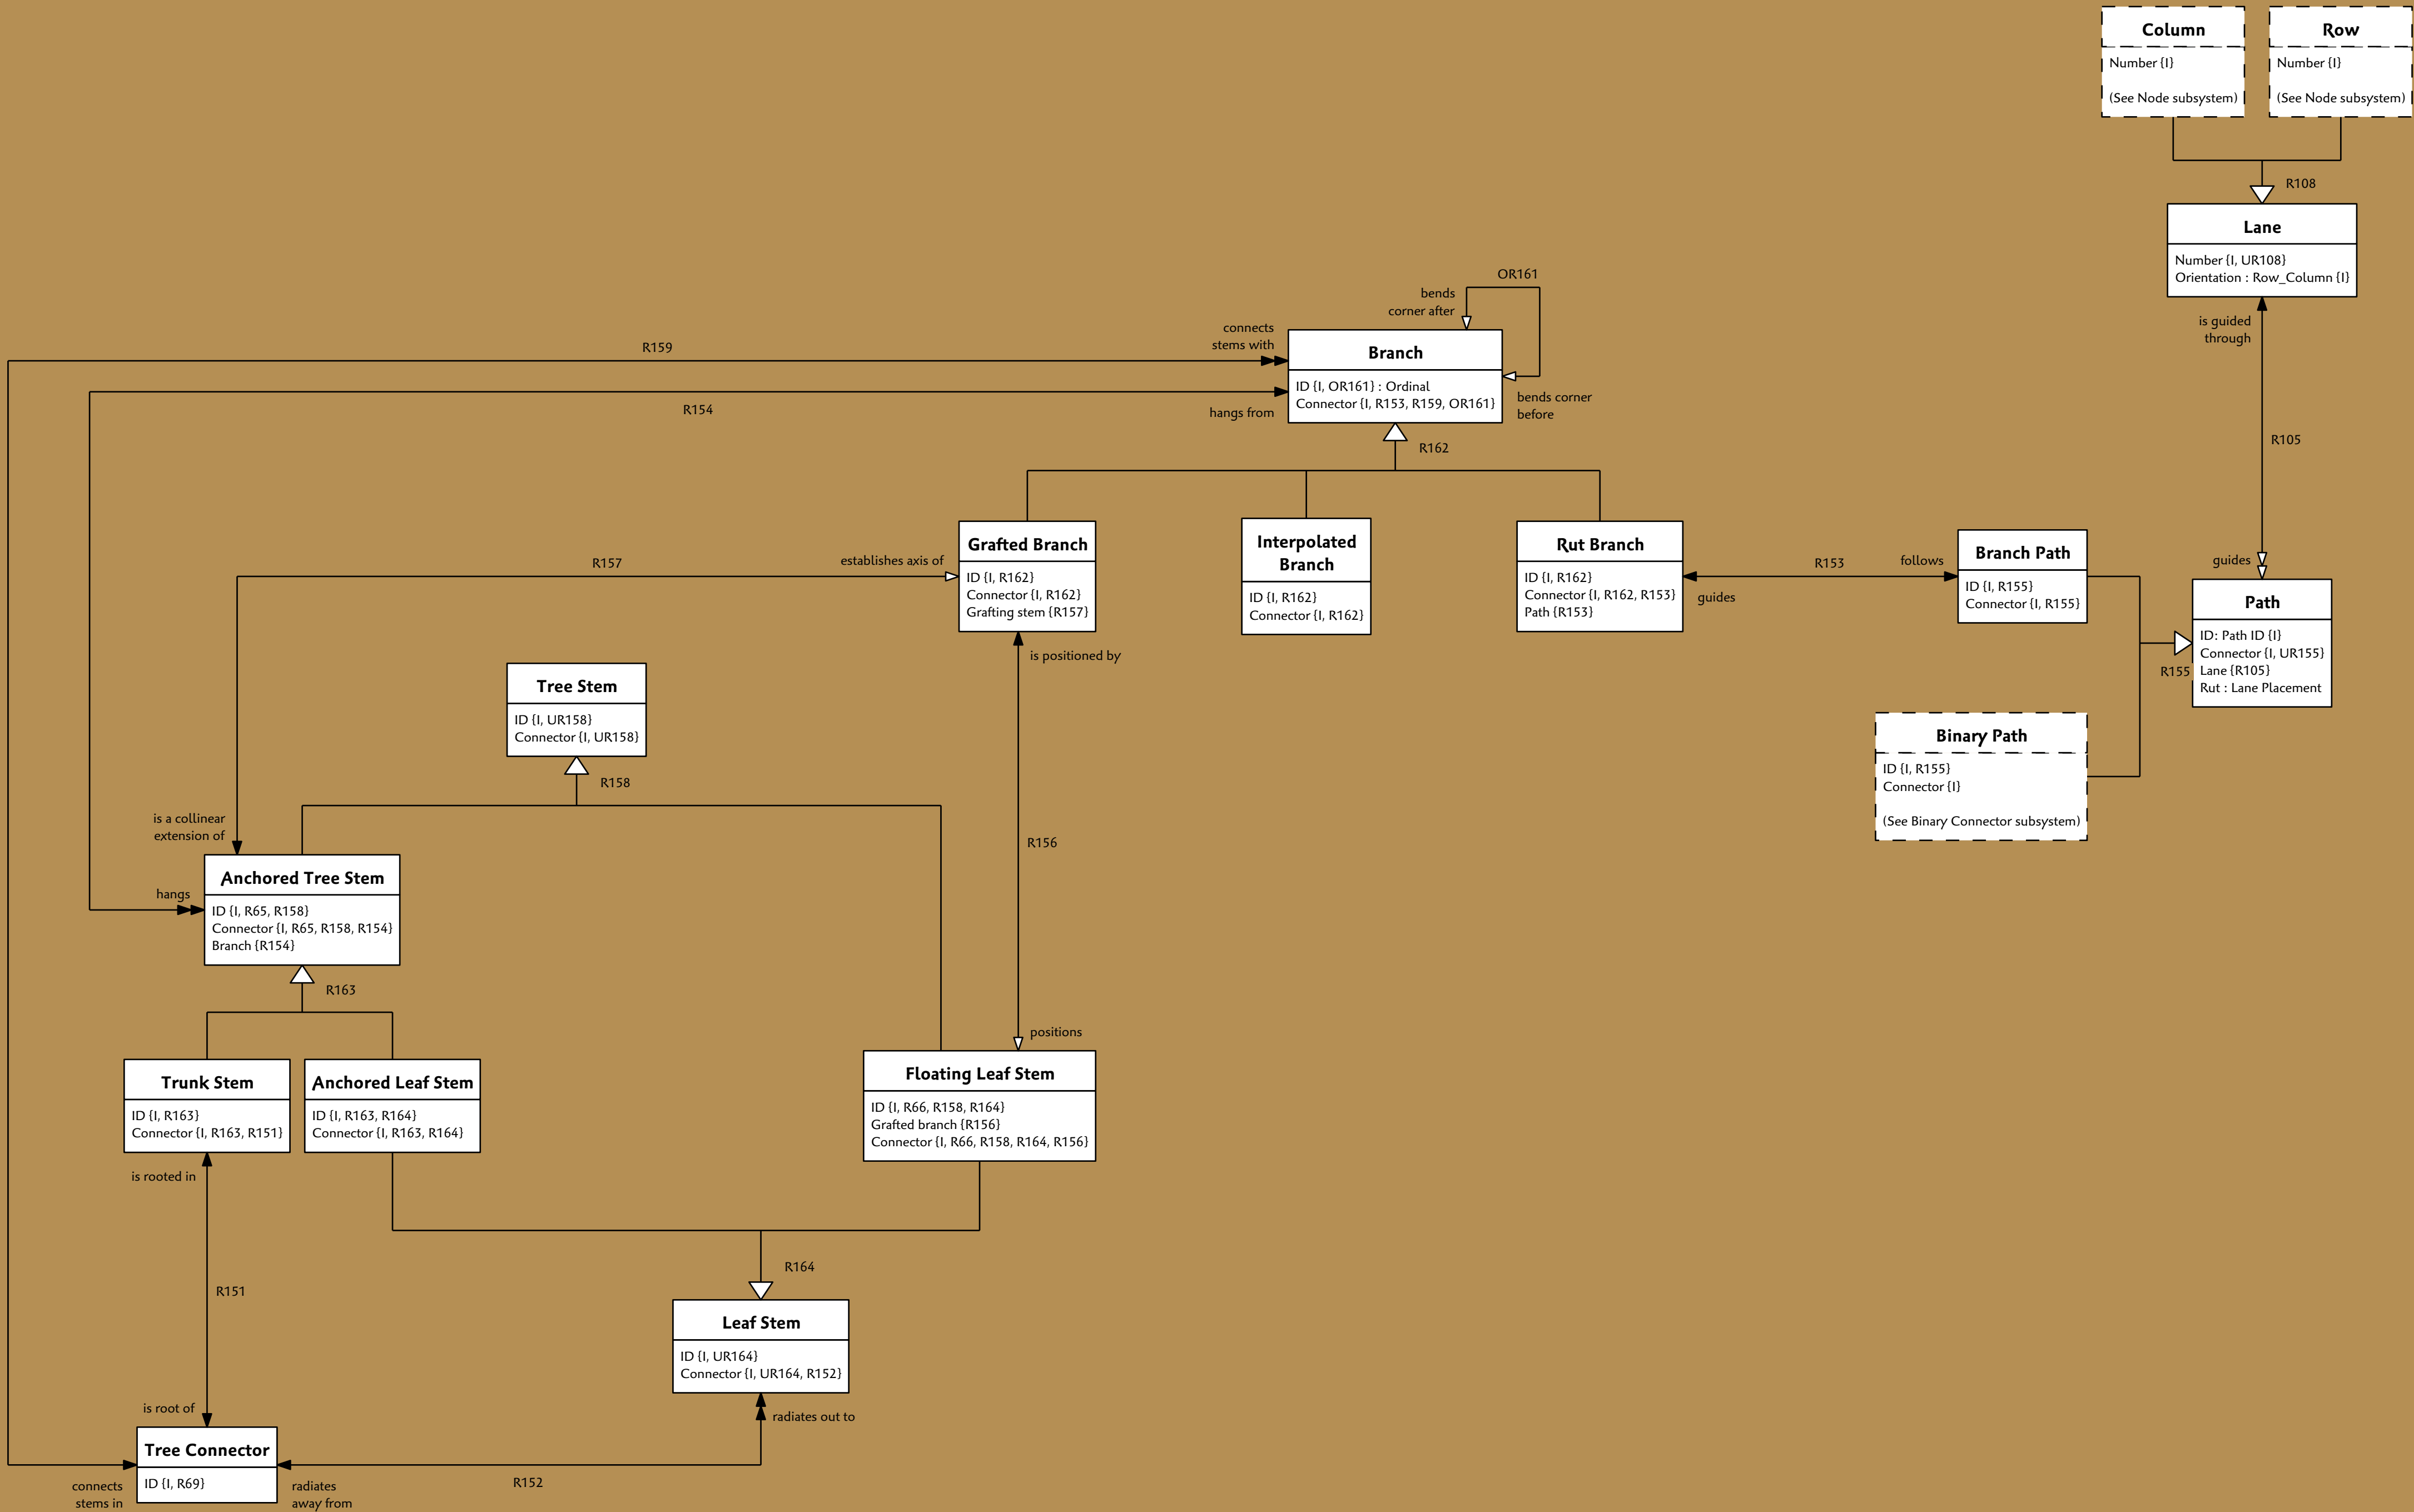 Column
Number {I}
(See Node subsystem)
Row
Number {I}
(See Node subsystem)
R108
Lane
Number {I, UR108}
Orientation : Row_Column {I}
is guided
through
R105
guides
OR161
bends
corner after
connects
stems with
R159
Branch
ID {I, OR161} : Ordinal
Connector {I, R153, R159, OR161}
bends corner
before
R154
hangs from
R162
Grafted Branch
ID {I, R162}
Connector {I, R162}
Grafting stem {R157}
Interpolated
Branch
ID {I, R162}
Connector {I, R162}
Rut Branch
ID {I, R162}
Connector {I, R162, R153}
Path {R153}
guides
R153
follows
Branch Path
ID {I, R155}
Connector {I, R155}
Path
ID: Path ID {I}
Connector {I, UR155}
Lane {R105}
Rut : Lane Placement
R155
Binary Path
ID {I, R155}
Connector {I}
(See Binary Connector subsystem)
R157
establishes axis of
is positioned by
Tree Stem
ID {I, UR158}
Connector {I, UR158}
R158
R156
is a collinear
extension of
hangs
Anchored Tree Stem
ID {I, R65, R158}
Connector {I, R65, R158, R154}
Branch {R154}
R163
positions
Trunk Stem
ID {I, R163}
Connector {I, R163, R151}
Anchored Leaf Stem
ID {I, R163, R164}
Connector {I, R163, R164}
Floating Leaf Stem
ID {I, R66, R158, R164}
Grafted branch {R156}
Connector {I, R66, R158, R164, R156}
is rooted in
R151
is root of
R164
Leaf Stem
ID {I, UR164}
Connector {I, UR164, R152}
radiates out to
Tree Connector
ID {I, R69}
connects
stems in
radiates
away from
R152